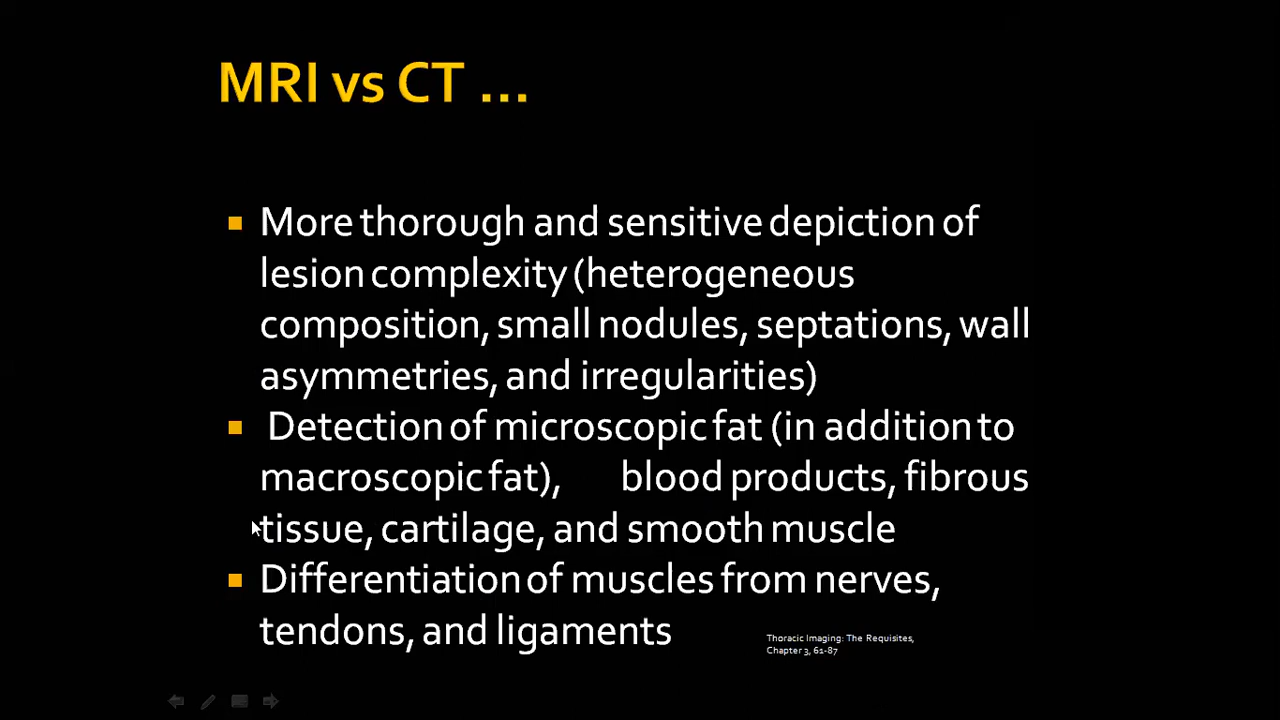 MRI vs CT ...
▪ More thorough and sensitive depiction of
lesion complexity (heterogeneous
composition, small nodules, septations, wall
asymmetries, and irregularities)
▪ Detection of microscopic fat (in addition to
macroscopic fat), blood products, fibrous
tissue, cartilage, and smooth muscle
▪ Differentiation of muscles from nerves,
tendons, and ligaments
Thoracic Imaging: The Requisites,
Chapter 3, 61-87